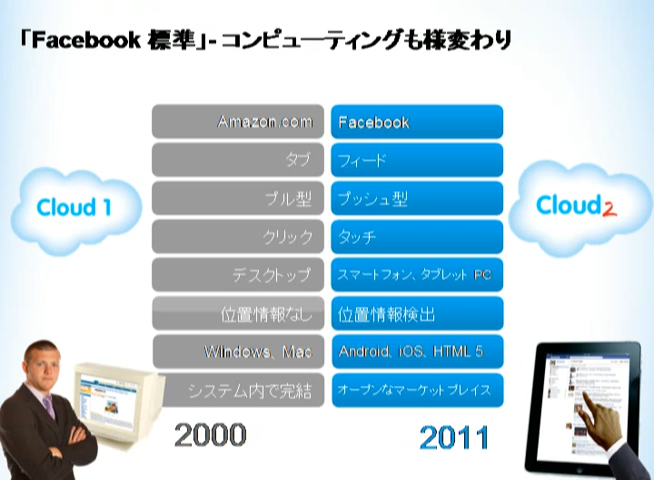 「Facebook 標準」- コンピューティングも様変わり
Amazon.com Facebook
タブ フィード
プル型 プッシュ型
クリック タッチ
デスクトップ スマートフォン、タブレット PC
位置情報なし 位置情報検出
Windows、Mac Android、iOS、HTML 5
システム内で完結 オープンなマーケットプレイス
Cloud 1
Cloud 2
2000 2011